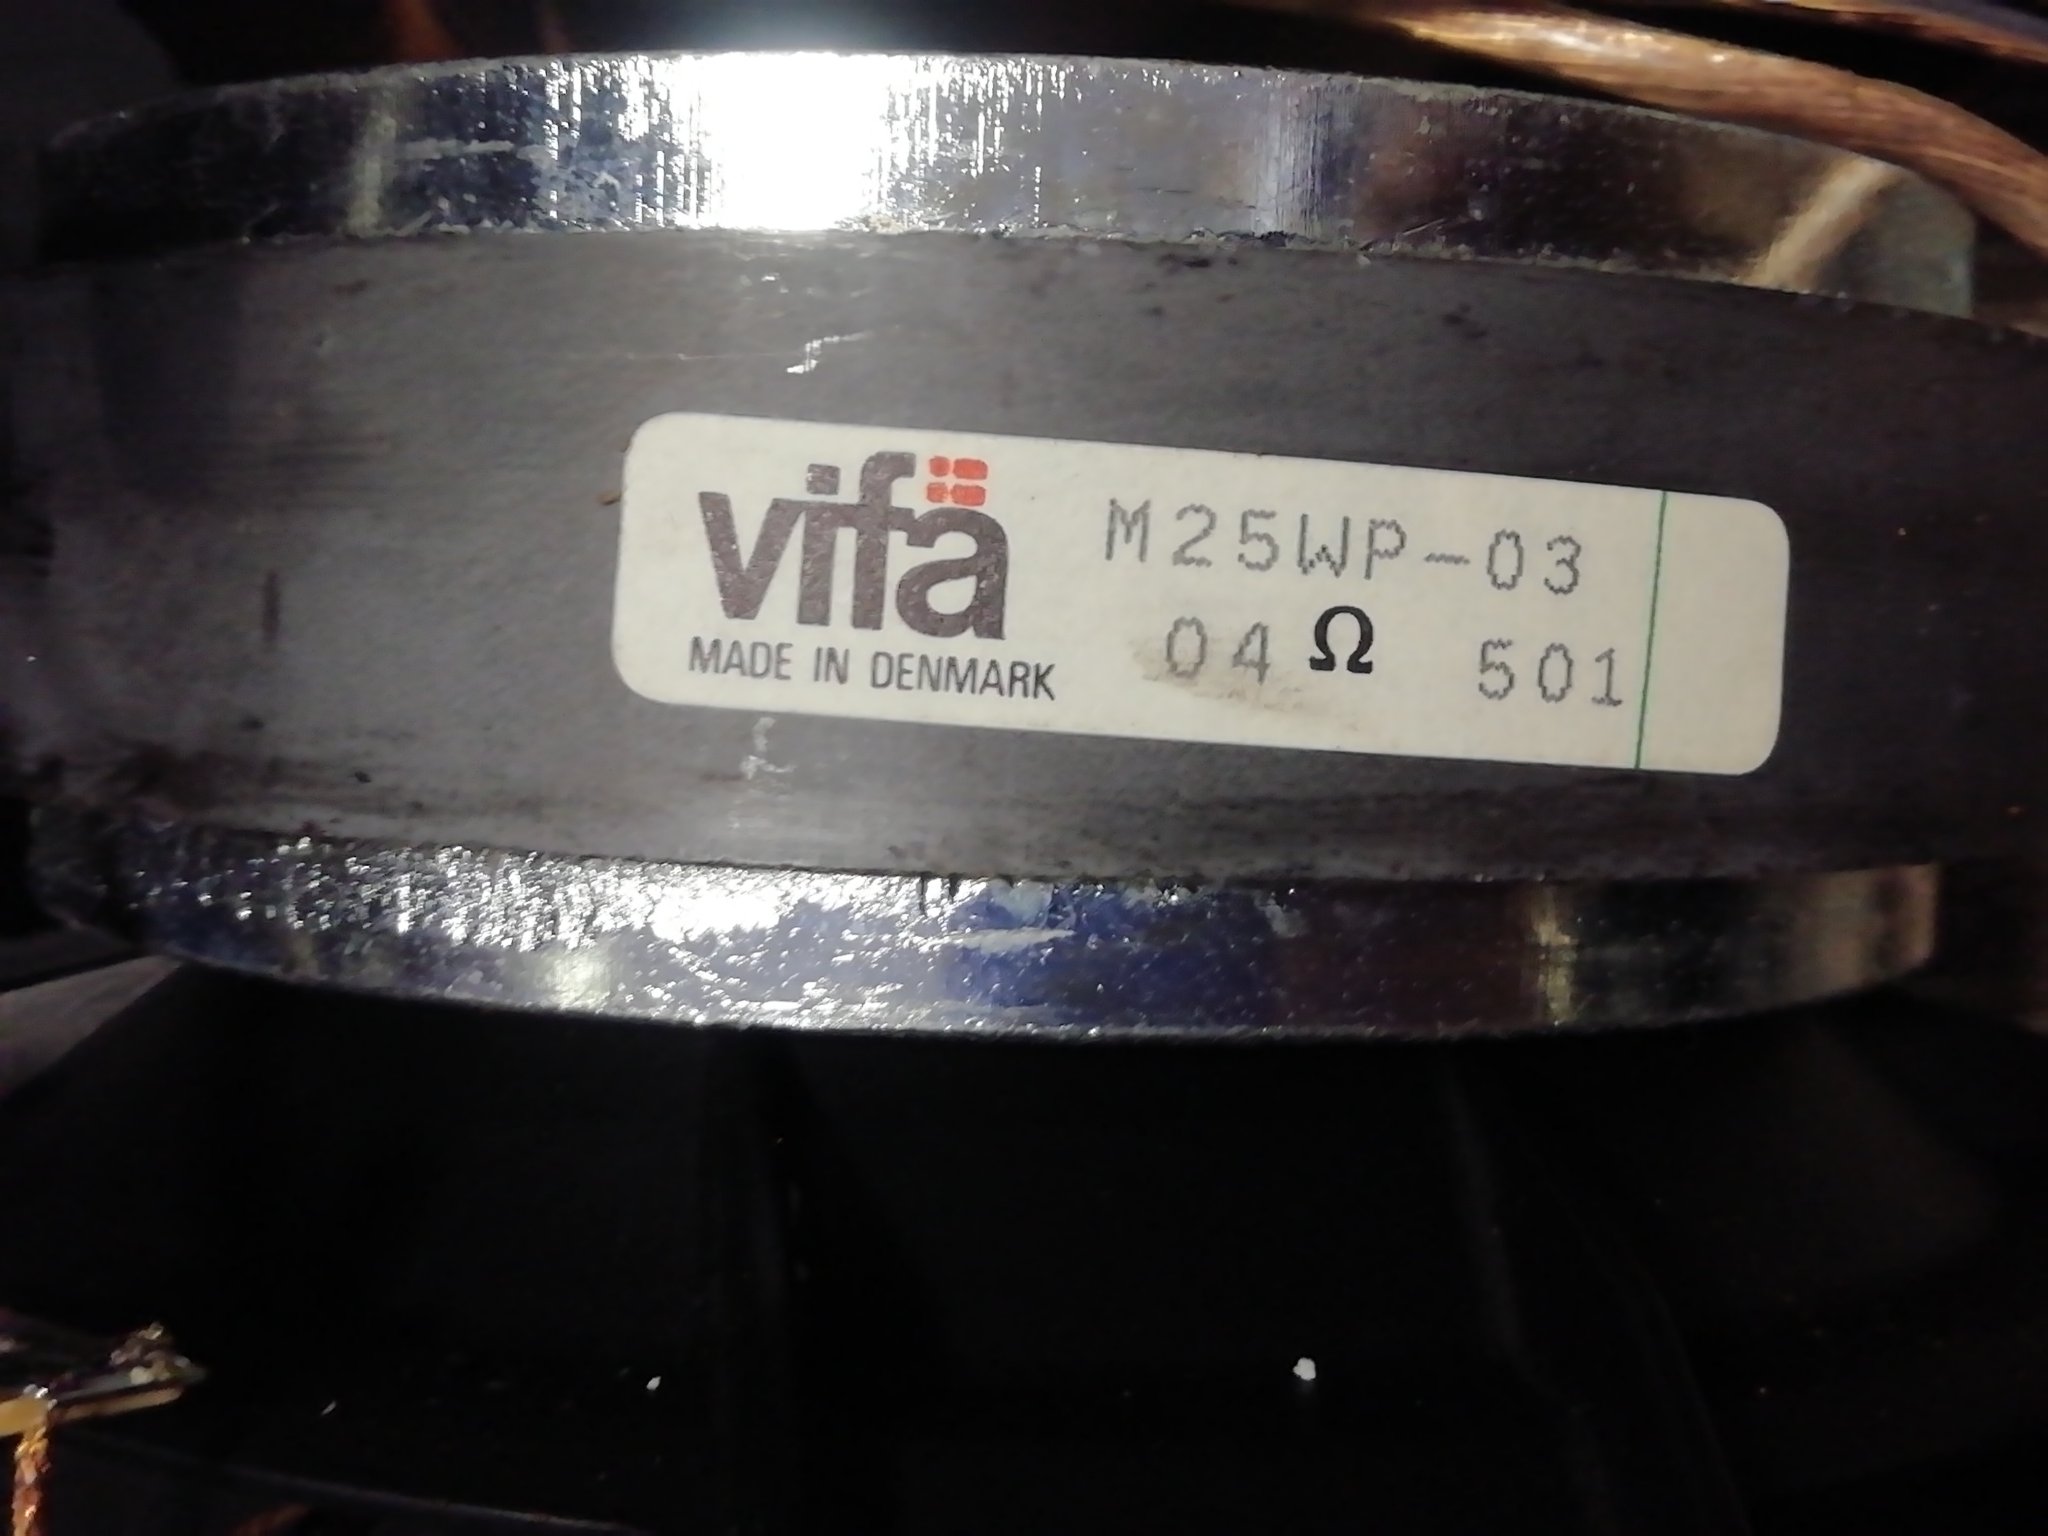 vifa
MADE IN DENMARK
M25WP-03
04 Ω 501